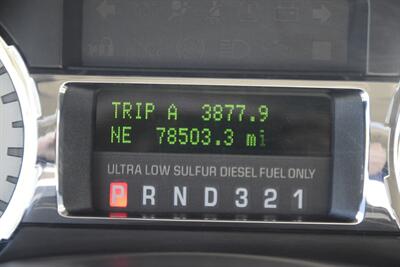 TRIP A 3877.9
NE 78503.3 mi
ULTRA LOW SULFUR DIESEL FUEL ONLY
P R N D 3 2 1